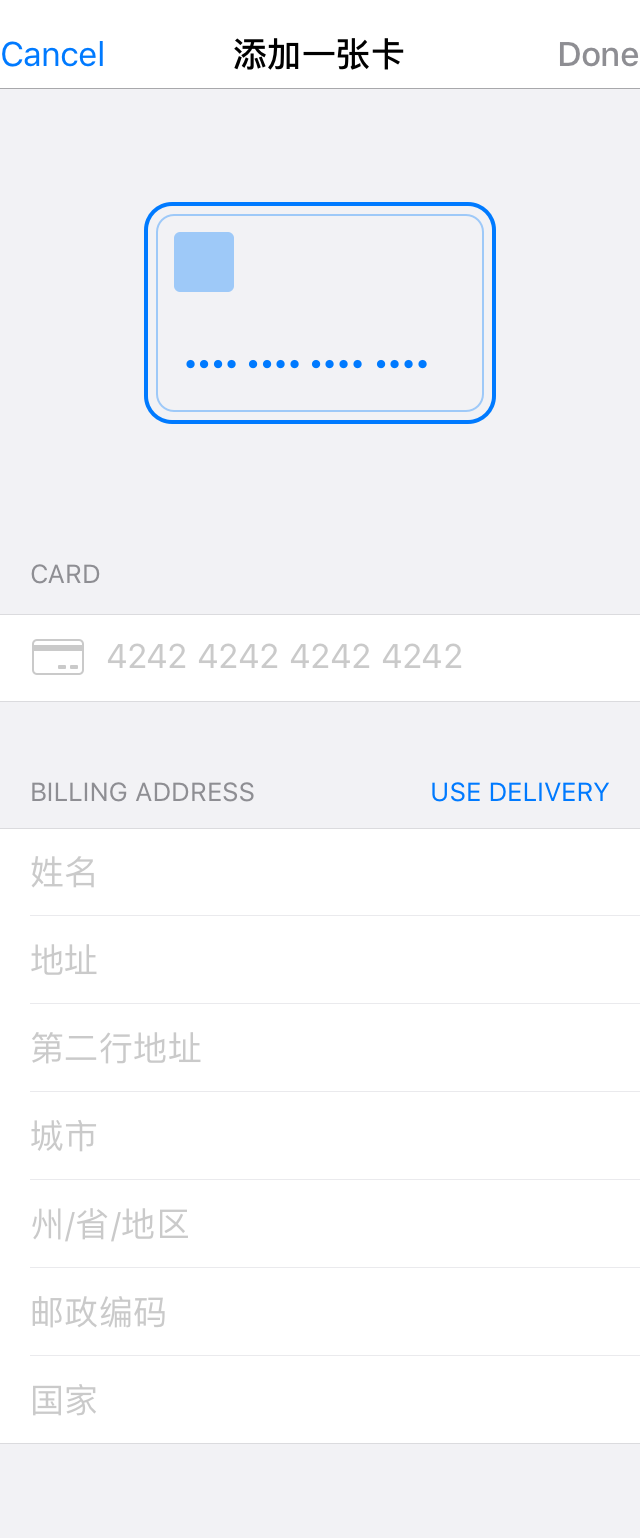 Cancel 添加一张卡 Done
•••• •••• •••• ••••
CARD
4242 4242 4242 4242
BILLING ADDRESS USE DELIVERY
姓名
地址
第二行地址
城市
州/省/地区
邮政编码
国家